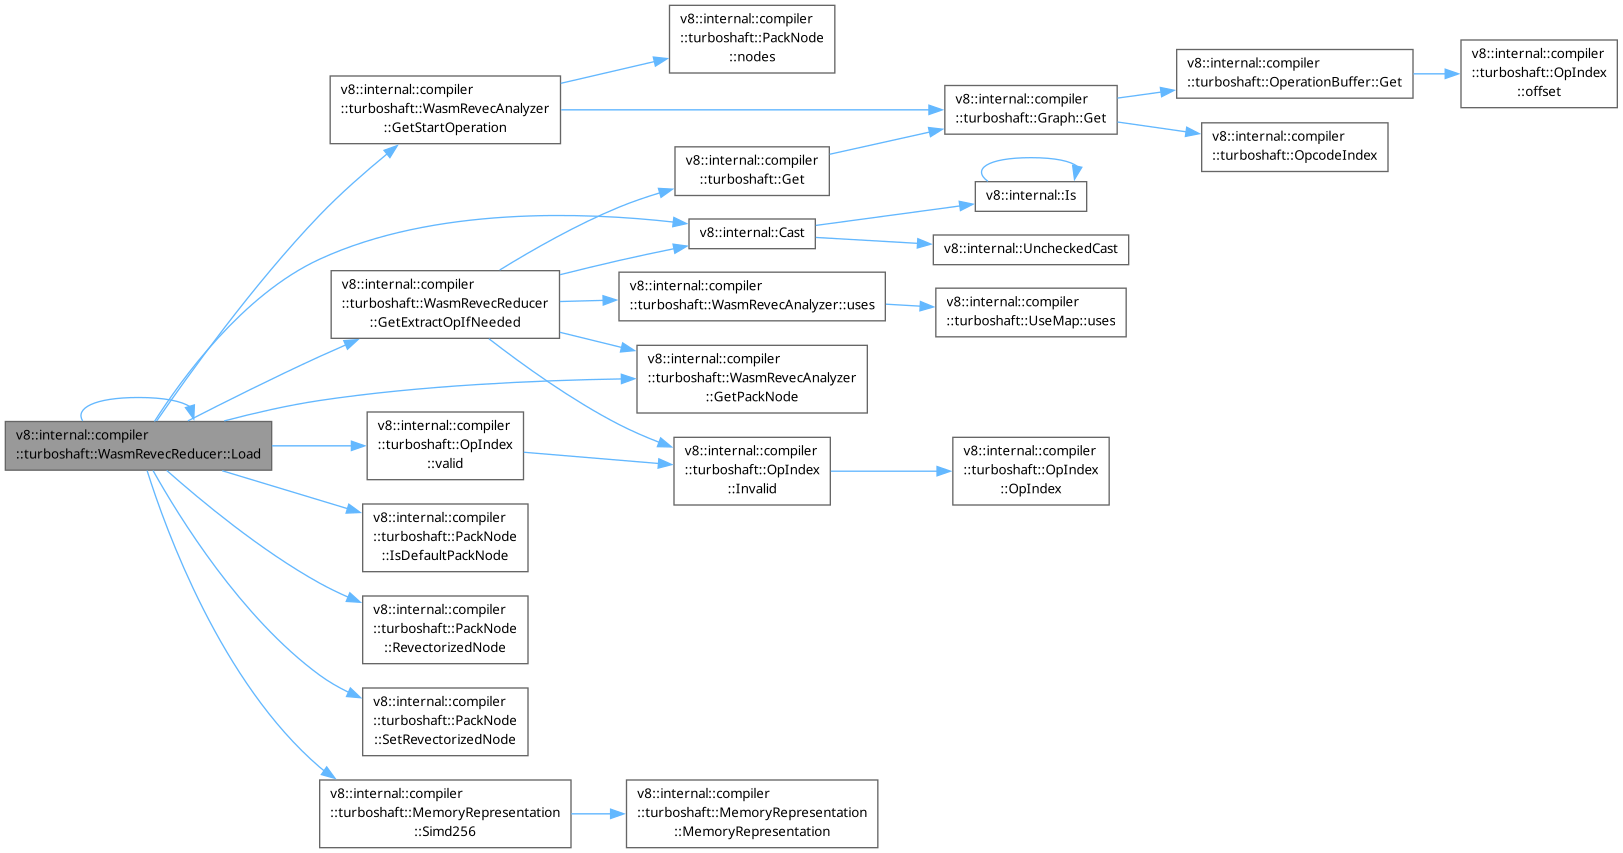 v8::internal::compiler
::turboshaft::WasmRevecReducer::Load
v8::internal::compiler
::turboshaft::WasmRevecAnalyzer
::GetStartOperation
v8::internal::compiler
::turboshaft::PackNode
::nodes
v8::internal::compiler
::turboshaft::Graph::Get
v8::internal::compiler
::turboshaft::OperationBuffer::Get
v8::internal::compiler
::turboshaft::OpIndex
::offset
v8::internal::compiler
::turboshaft::OpcodeIndex
v8::internal::compiler
::turboshaft::Get
v8::internal::Cast
v8::internal::Is
v8::internal::UncheckedCast
v8::internal::compiler
::turboshaft::WasmRevecReducer
::GetExtractOpIfNeeded
v8::internal::compiler
::turboshaft::WasmRevecAnalyzer::uses
v8::internal::compiler
::turboshaft::UseMap::uses
v8::internal::compiler
::turboshaft::WasmRevecAnalyzer
::GetPackNode
v8::internal::compiler
::turboshaft::OpIndex
::valid
v8::internal::compiler
::turboshaft::OpIndex
::Invalid
v8::internal::compiler
::turboshaft::OpIndex
::OpIndex
v8::internal::compiler
::turboshaft::PackNode
::IsDefaultPackNode
v8::internal::compiler
::turboshaft::PackNode
::RevectorizedNode
v8::internal::compiler
::turboshaft::PackNode
::SetRevectorizedNode
v8::internal::compiler
::turboshaft::MemoryRepresentation
::Simd256
v8::internal::compiler
::turboshaft::MemoryRepresentation
::MemoryRepresentation